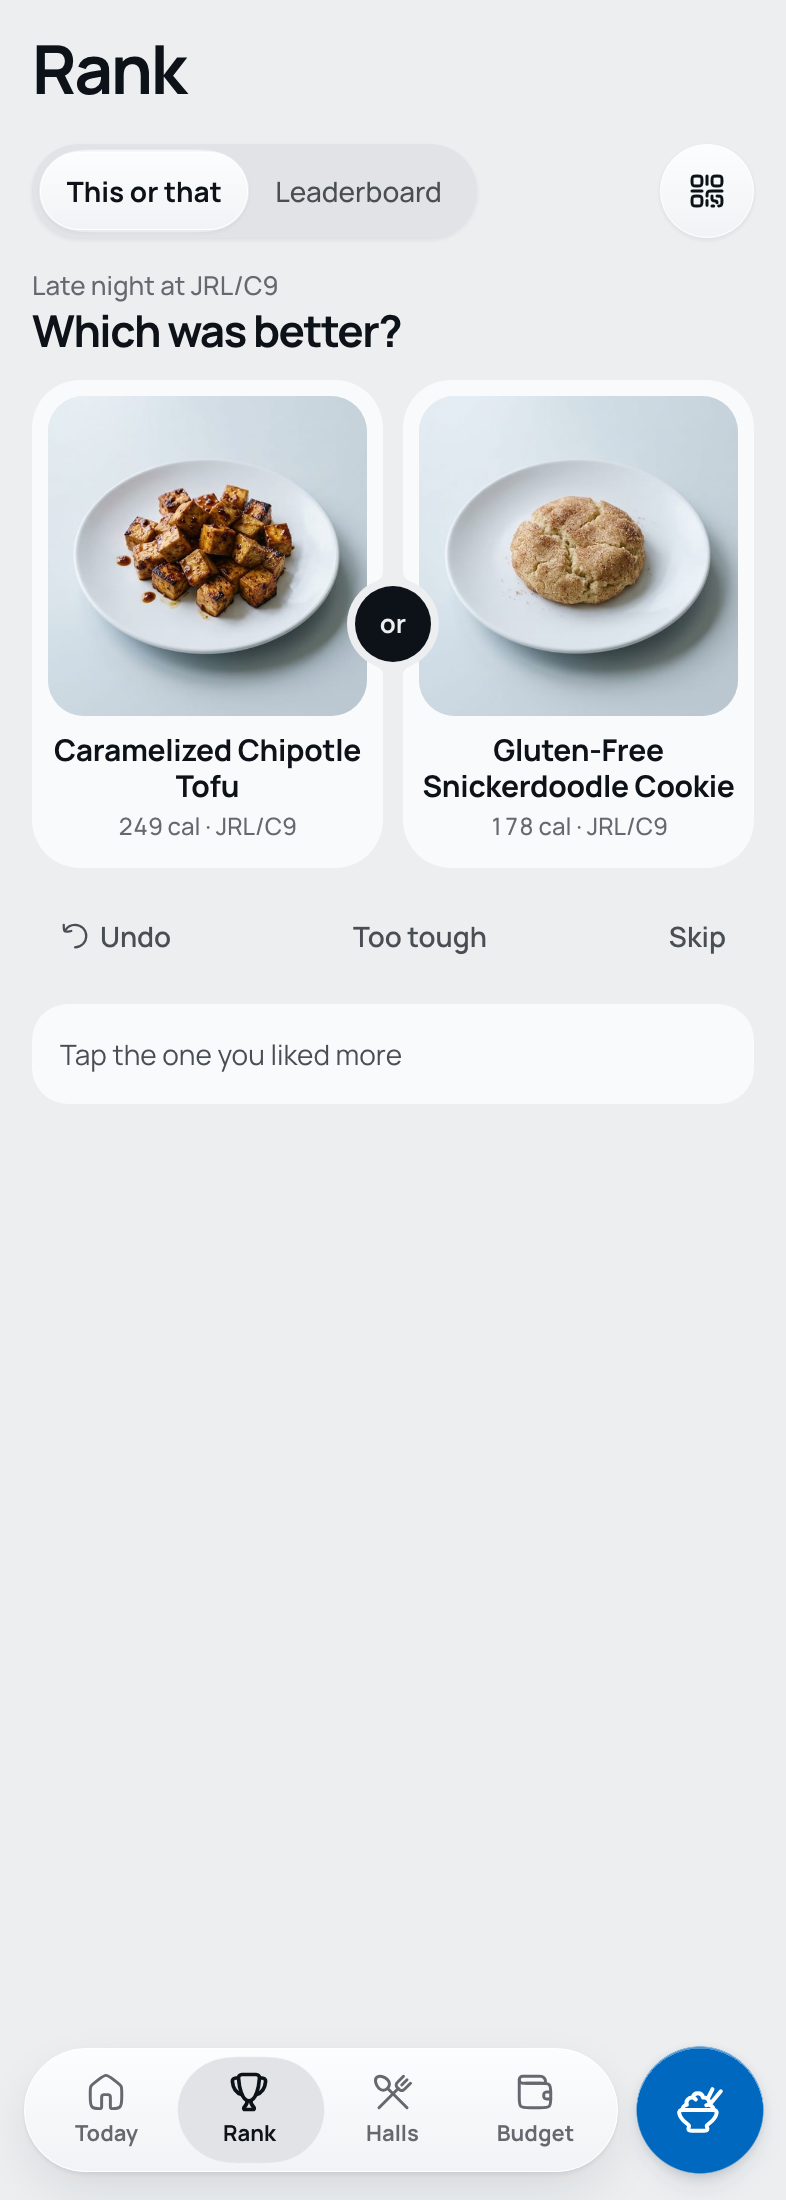 Rank
This or that
Leaderboard
Late night at JRL/C9
Which was better?
Caramelized Chipotle
Tofu
249 cal · JRL/C9
or
Gluten-Free
Snickerdoodle Cookie
178 cal · JRL/C9
Undo
Too tough
Skip
Tap the one you liked more
Today
Rank
Halls
Budget